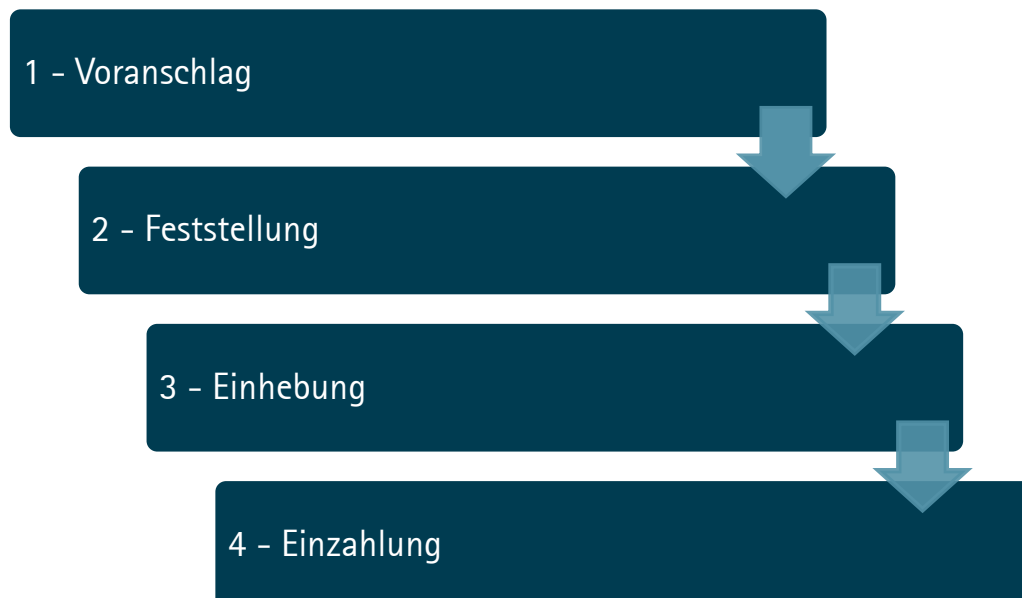 1 - Voranschlag
2 - Feststellung
3 - Einhebung
4 - Einzahlung